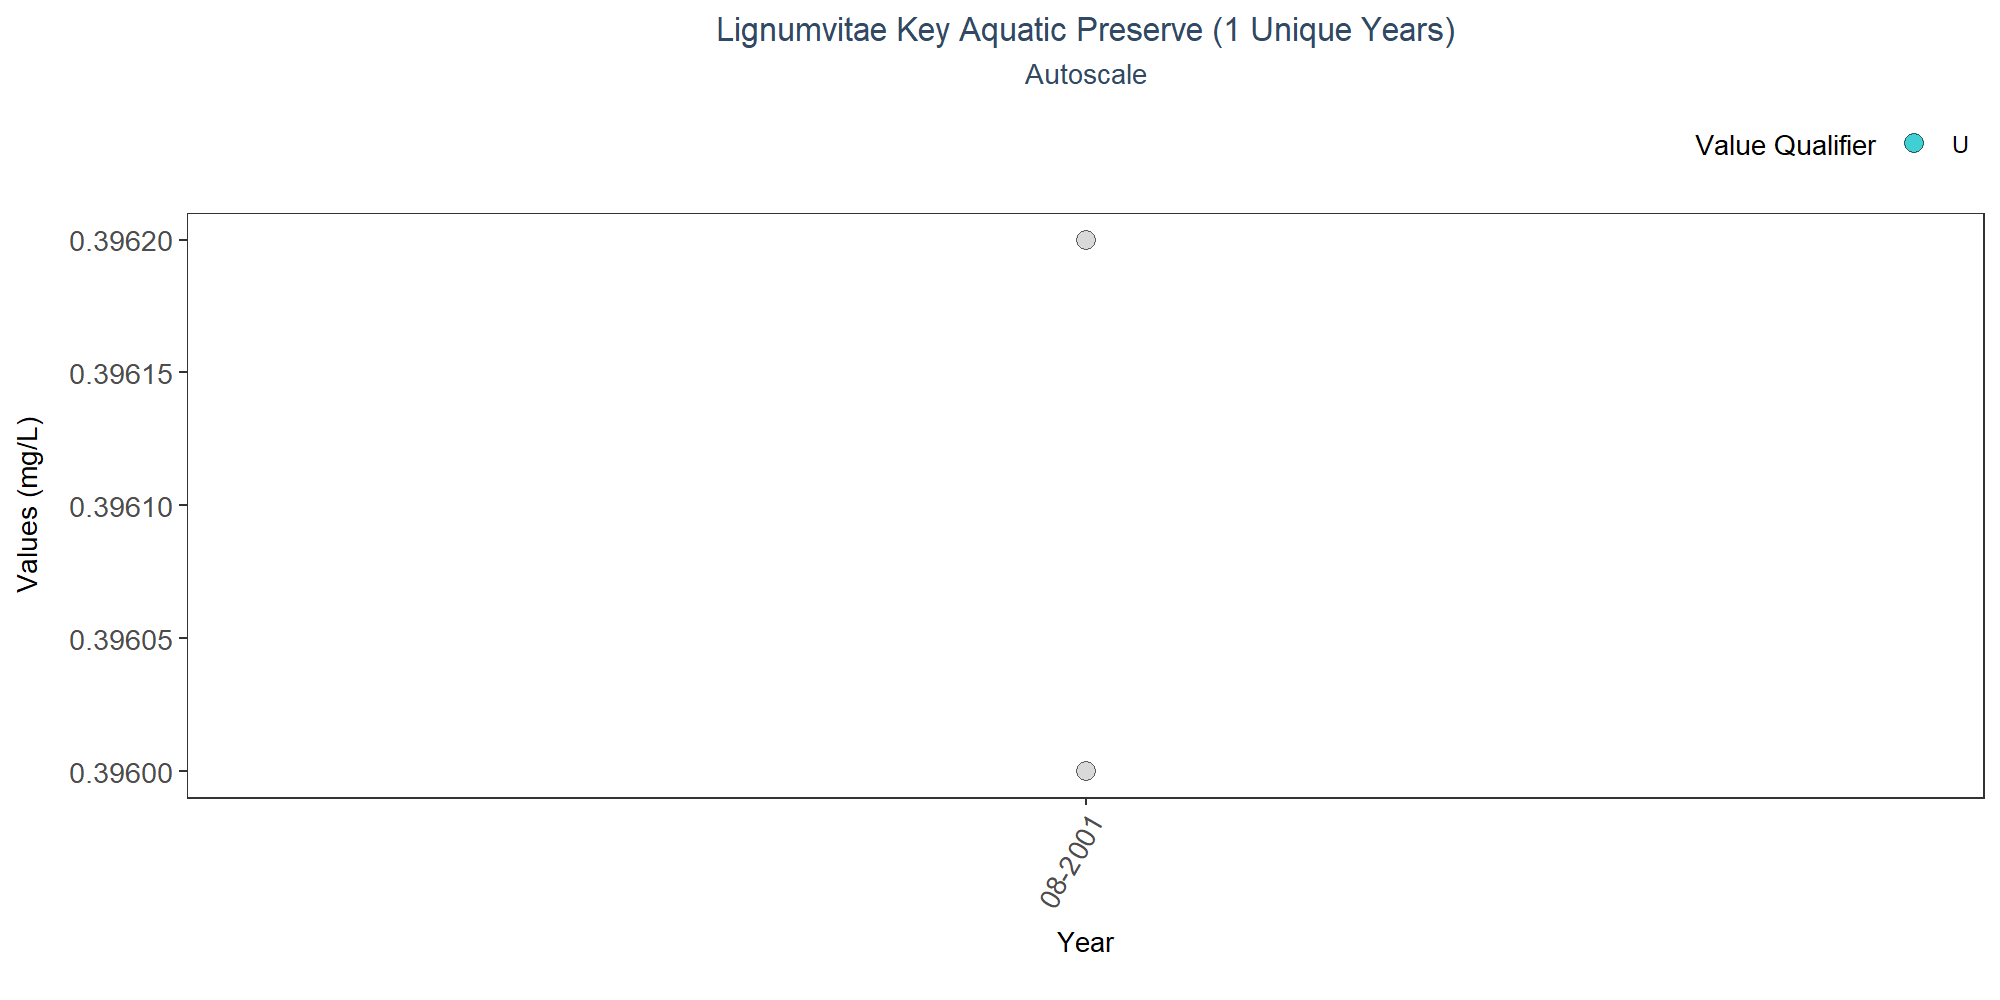 Lignumvitae Key Aquatic Preserve (1 Unique Years)
Autoscale
Value Qualifier U
0.39620
0.39615
0.39610
0.39605
0.39600
Values (mg/L)
08-2001
Year